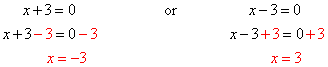 x + 3 = 0 or x − 3 = 0
x + 3 − 3 = 0 − 3 x − 3 + 3 = 0 + 3
x = −3 x = 3